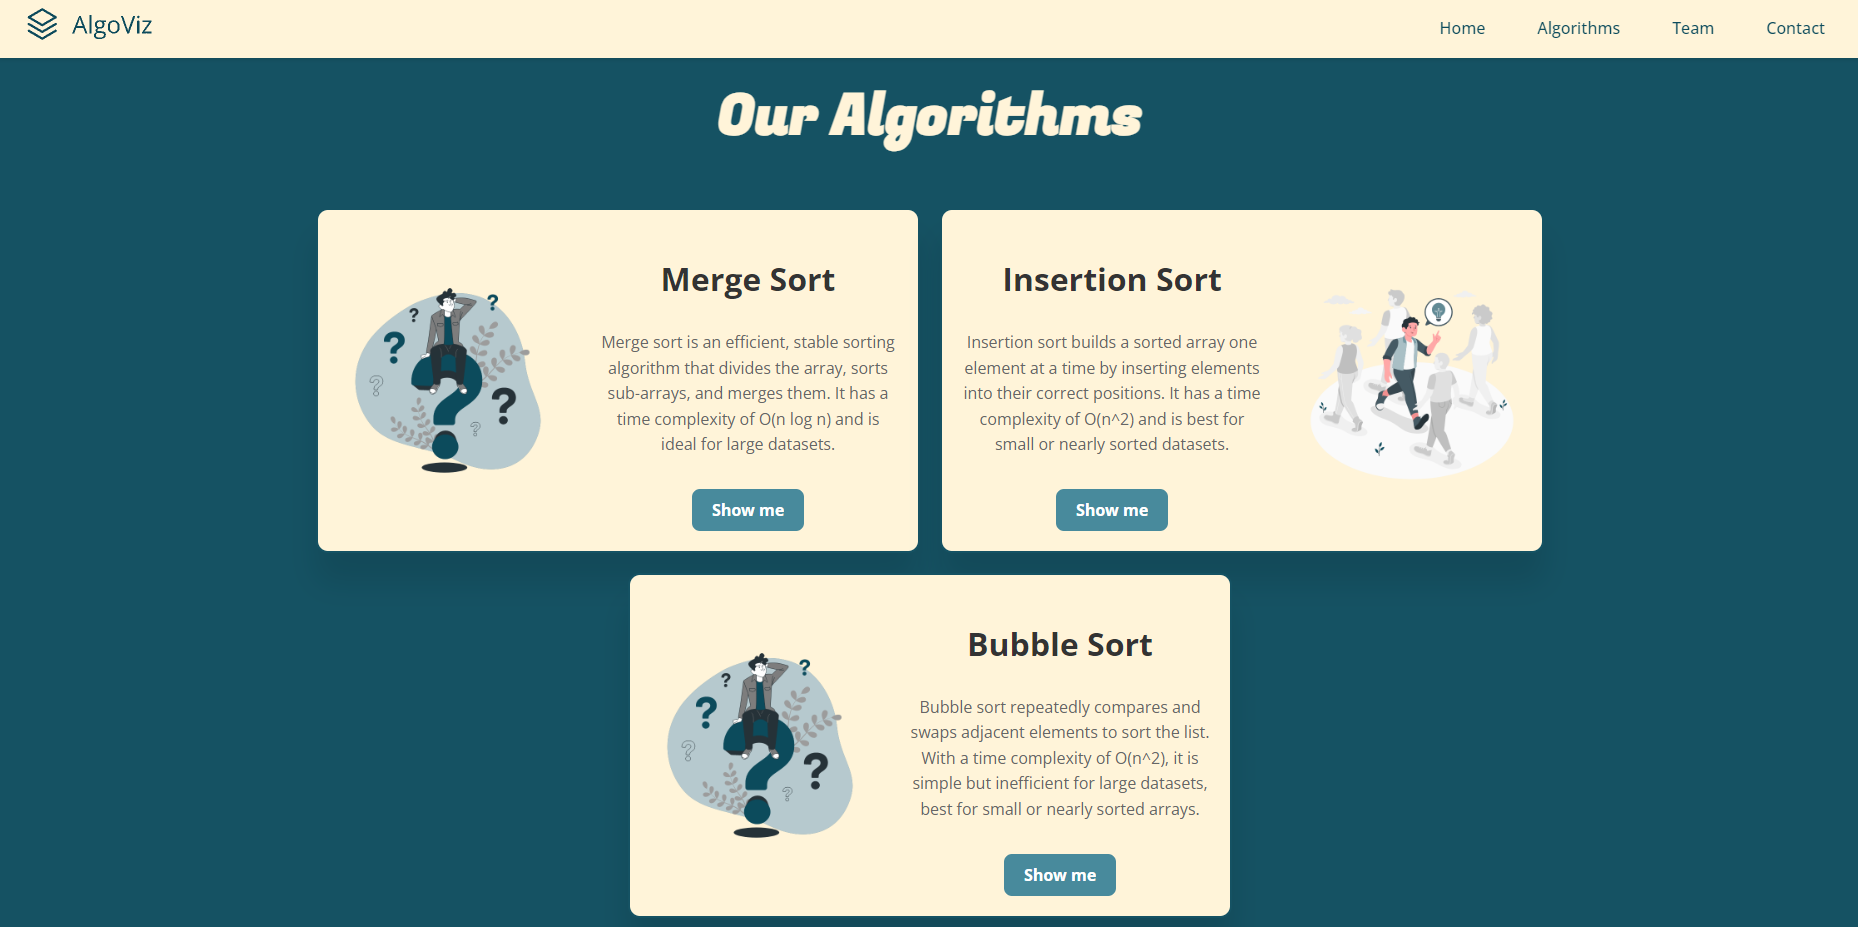 AlgoViz
Home Algorithms Team Contact
Our Algorithms
Merge Sort
Merge sort is an efficient, stable sorting
algorithm that divides the array, sorts
sub-arrays, and merges them. It has a
time complexity of O(n log n) and is
ideal for large datasets.
Show me
Insertion Sort
Insertion sort builds a sorted array one
element at a time by inserting elements
into their correct positions. It has a time
complexity of O(n^2) and is best for
small or nearly sorted datasets.
Show me
Bubble Sort
Bubble sort repeatedly compares and
swaps adjacent elements to sort the list.
With a time complexity of O(n^2), it is
simple but inefficient for large datasets,
best for small or nearly sorted arrays.
Show me